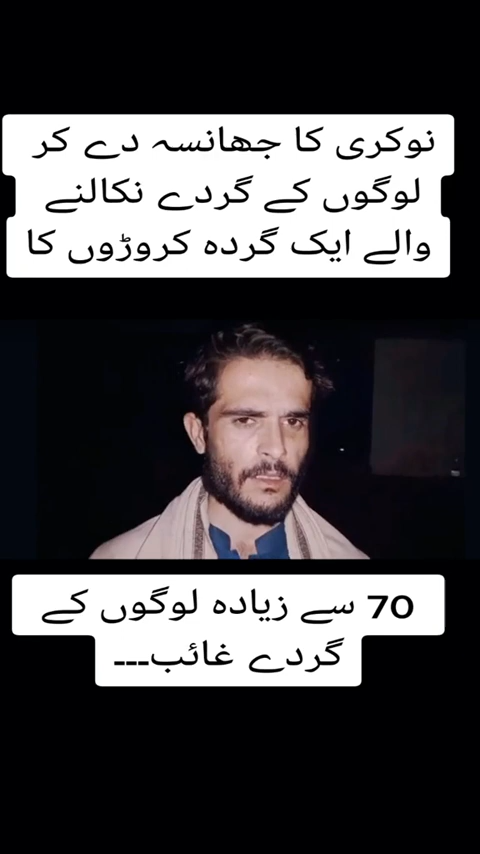 نوکری کا جھانسہ دے کر
لوگوں کے گردے نکالنے
والے ایک گردہ کروڑوں کا
70 سے زیادہ لوگوں کے
گردے غائب---